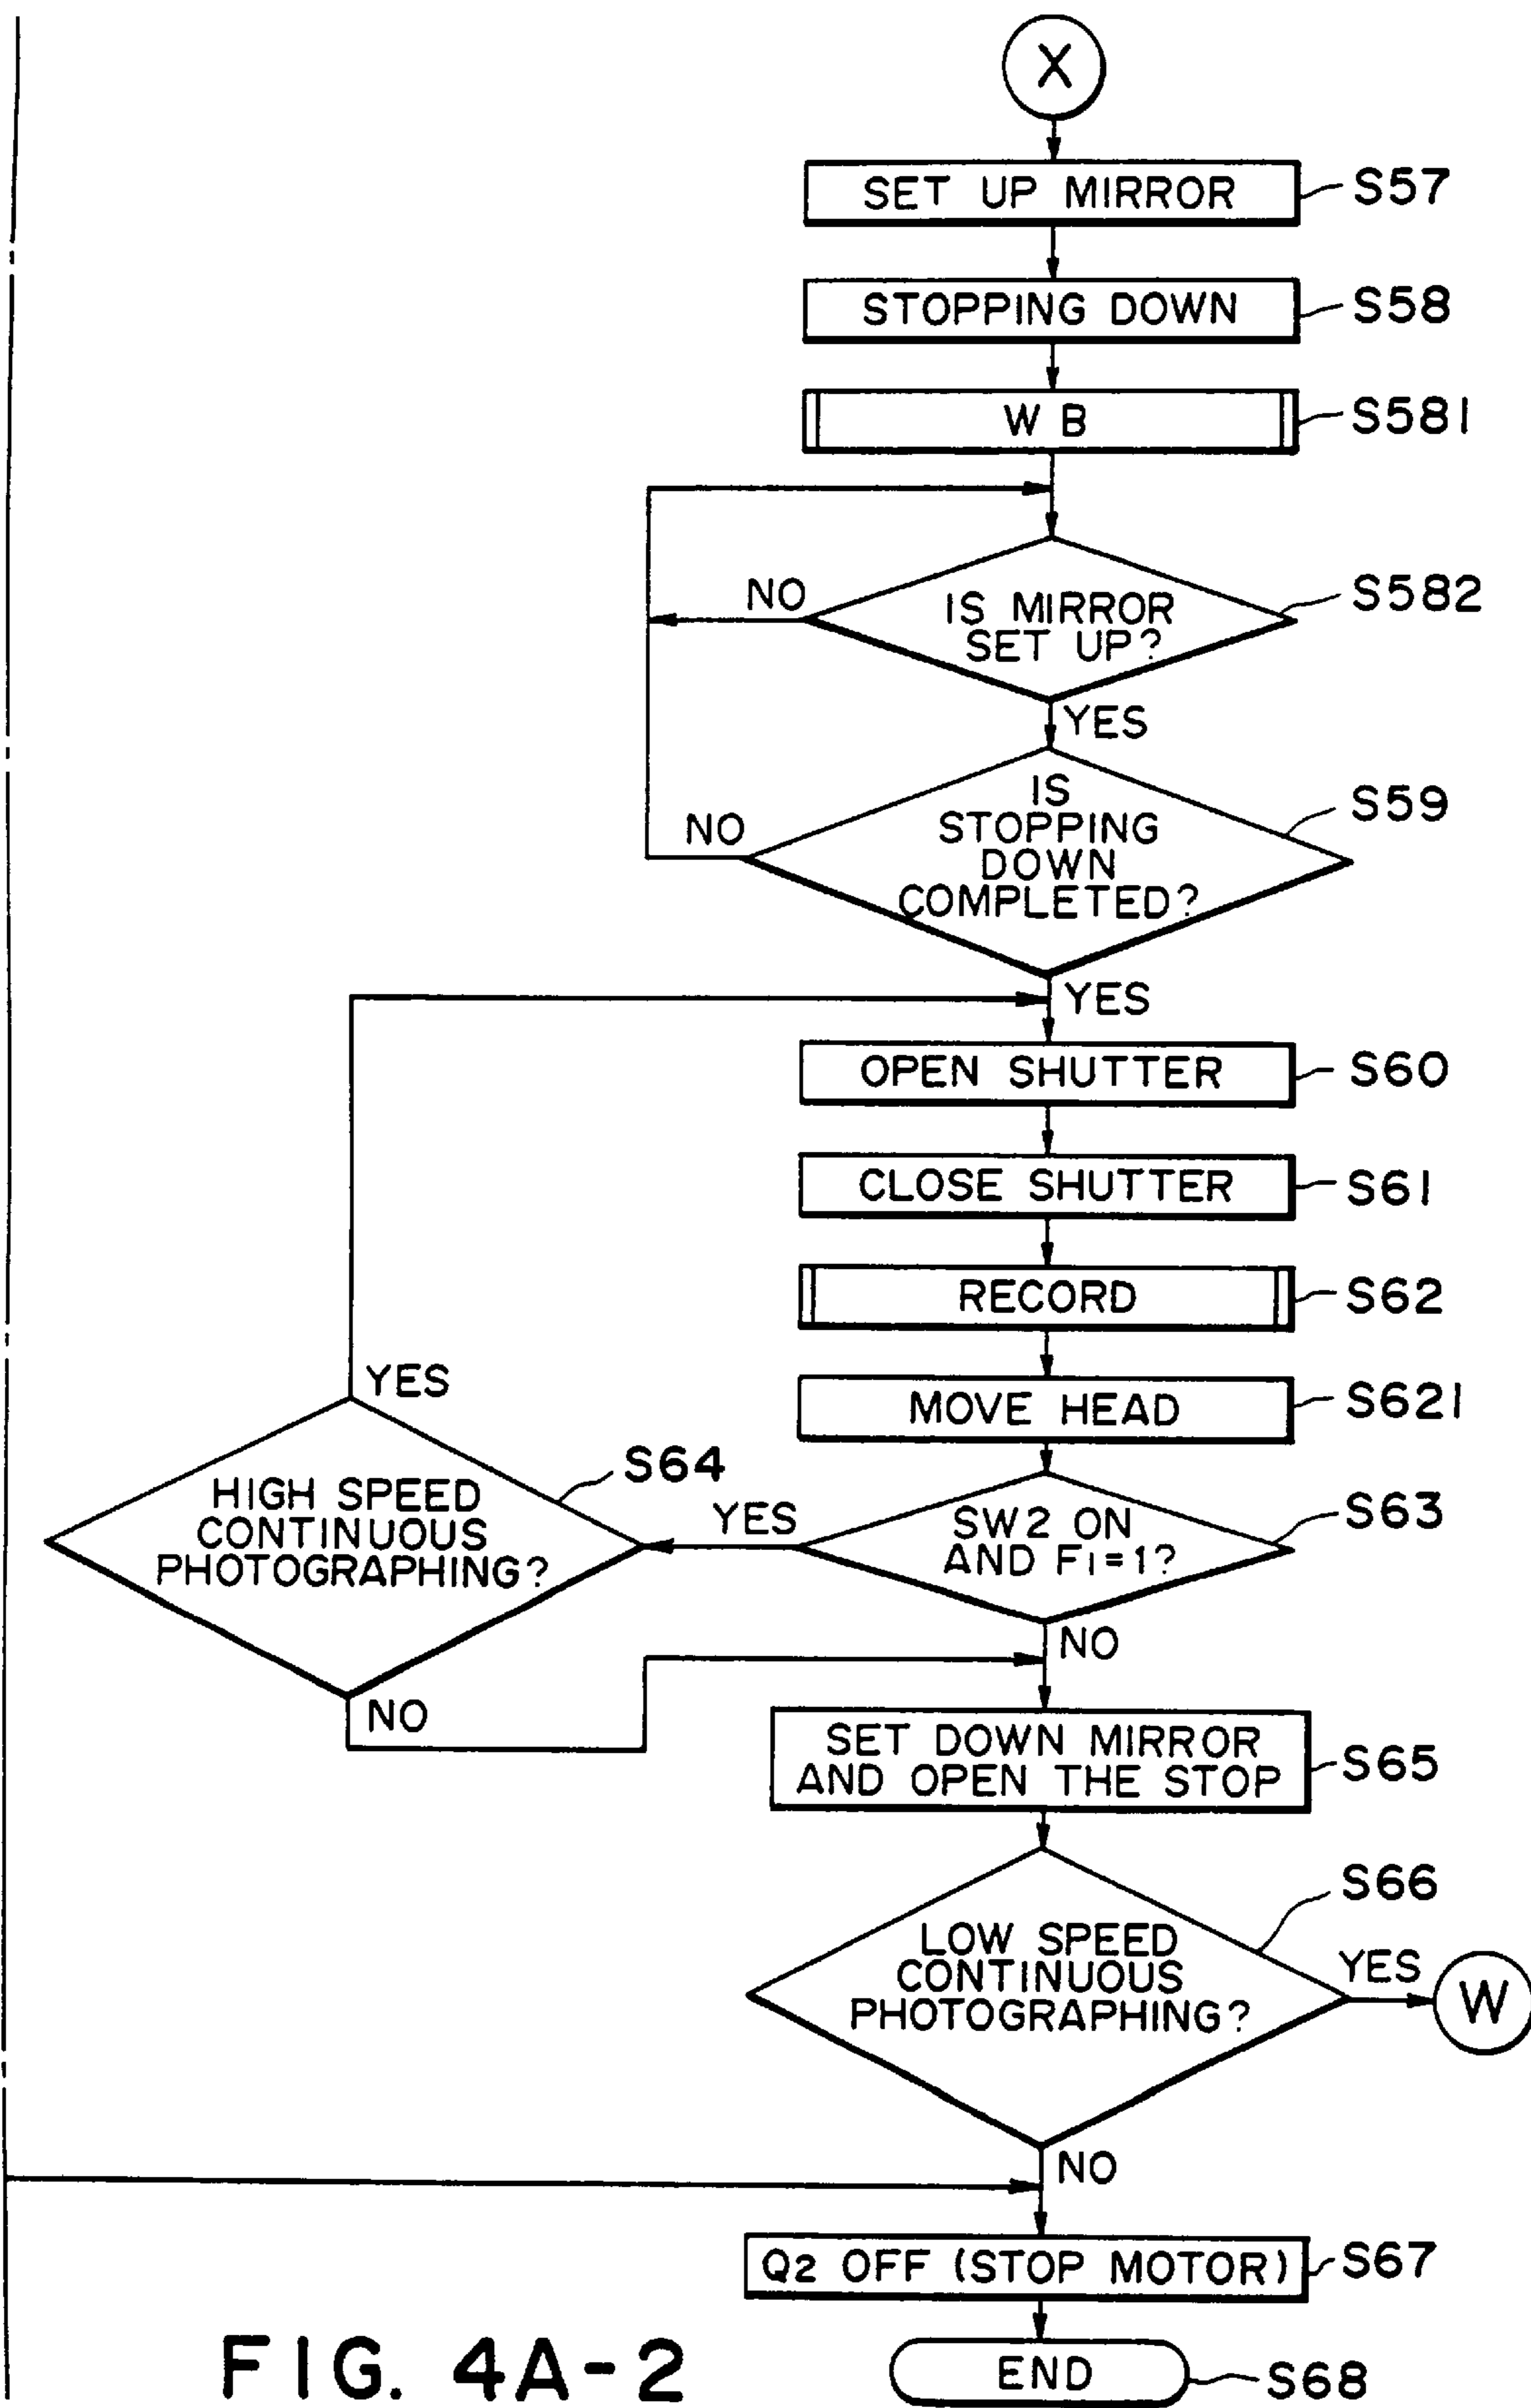 X
SET UP MIRROR
S57
STOPPING DOWN
S58
W B
S581
NO
IS MIRROR
SET UP?
S582
YES
IS
STOPPING
DOWN
COMPLETED?
S59
NO
YES
OPEN SHUTTER
S60
CLOSE SHUTTER
S61
RECORD
S62
YES
MOVE HEAD
S621
HIGH SPEED
CONTINUOUS
PHOTOGRAPHING?
S64
YES
SW2 ON
AND F1=1?
S63
NO
NO
SET DOWN MIRROR
AND OPEN THE STOP
S65
LOW SPEED
CONTINUOUS
PHOTOGRAPHING?
S66
YES
W
NO
Q2 OFF (STOP MOTOR)
S67
END
S68
FIG. 4A-2